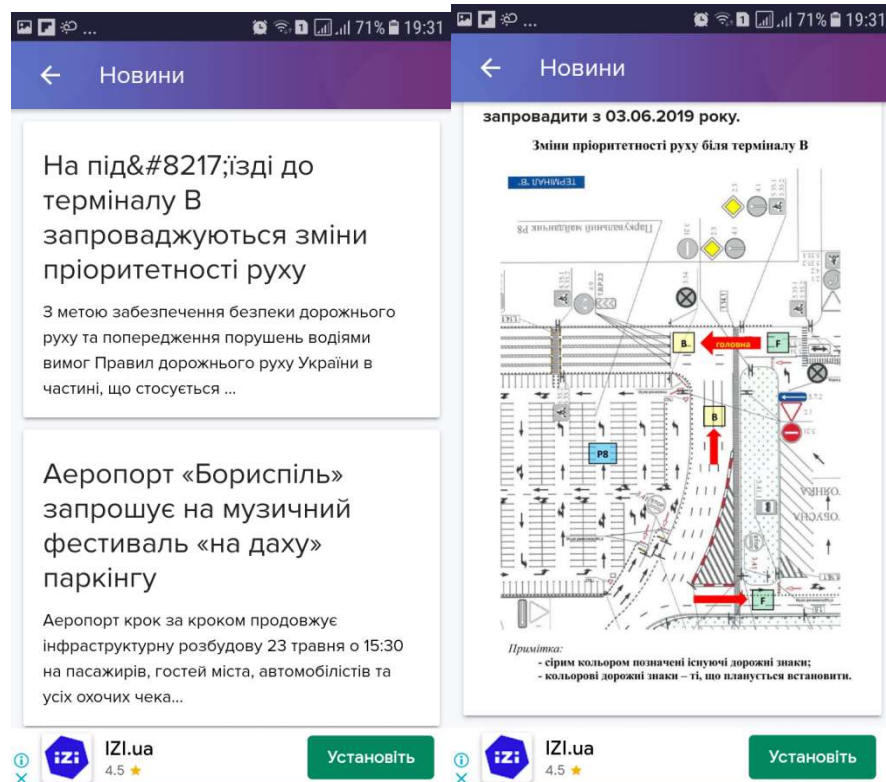 ... 71% 19:31
Новини
На під&#8217;їзді до
терміналу В
запроваджуються зміни
пріоритетності руху
З метою забезпечення безпеки дорожнього
руху та попередження порушень водіями
вимог Правил дорожнього руху України в
частині, що стосується ...
Аеропорт «Бориспіль»
запрошує на музичний
фестиваль «на даху»
паркінгу
Аеропорт крок за кроком продовжує
інфраструктурну розбудову 23 травня о 15:30
на пасажирів, гостей міста, автомобілістів та
усіх охочих чека...
IZI.ua
4.5
Установіть
... 71% 19:31
Новини
запровадити з 03.06.2019 року.
Зміни пріоритетності руху біля терміналу В
ТЕРМІНАЛ "В"
Паркувальний майданчик Р8
В
головна
F
В
P8
F
Примітка:
- сірим кольором позначені існуючі дорожні знаки;
- кольорові дорожні знаки – ті, що планується встановити.
IZI.ua
4.5
Установіть